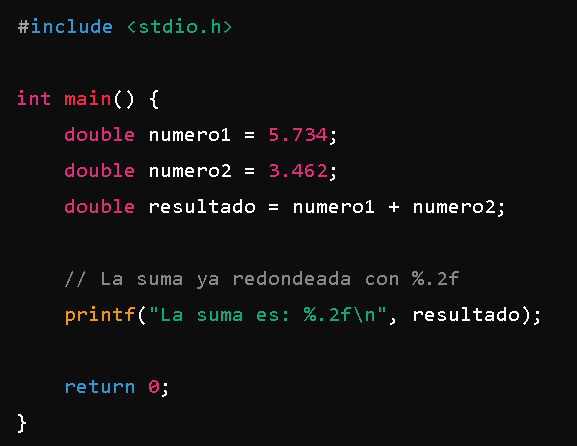 #include <stdio.h>
int main() {
double numero1 = 5.734;
double numero2 = 3.462;
double resultado = numero1 + numero2;
// La suma ya redondeada con %.2f
printf("La suma es: %.2f\n", resultado);
return 0;
}